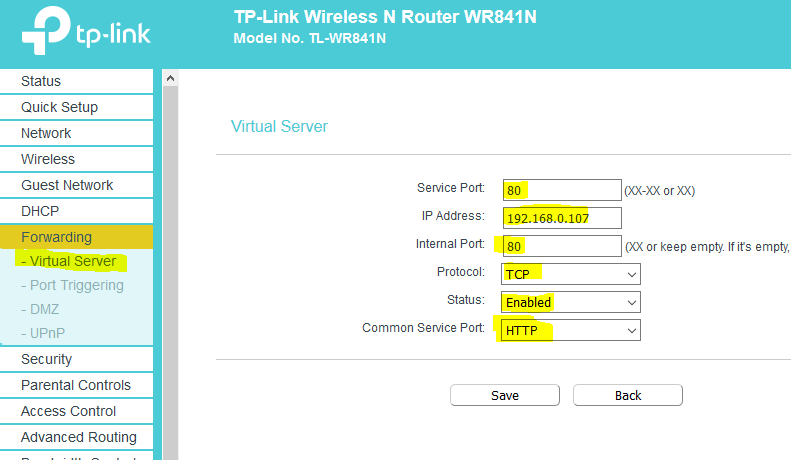 tp-link
TP-Link Wireless N Router WR841N
Model No. TL-WR841N
Status
Quick Setup
Network
Wireless
Guest Network
DHCP
Forwarding
- Virtual Server
- Port Triggering
- DMZ
- UPnP
Security
Parental Controls
Access Control
Advanced Routing
Virtual Server
Service Port: 80 (XX-XX or XX)
IP Address: 192.168.0.107
Internal Port: 80 (XX or keep empty. If it's empty,
Protocol: TCP
Status: Enabled
Common Service Port: HTTP
Save Back